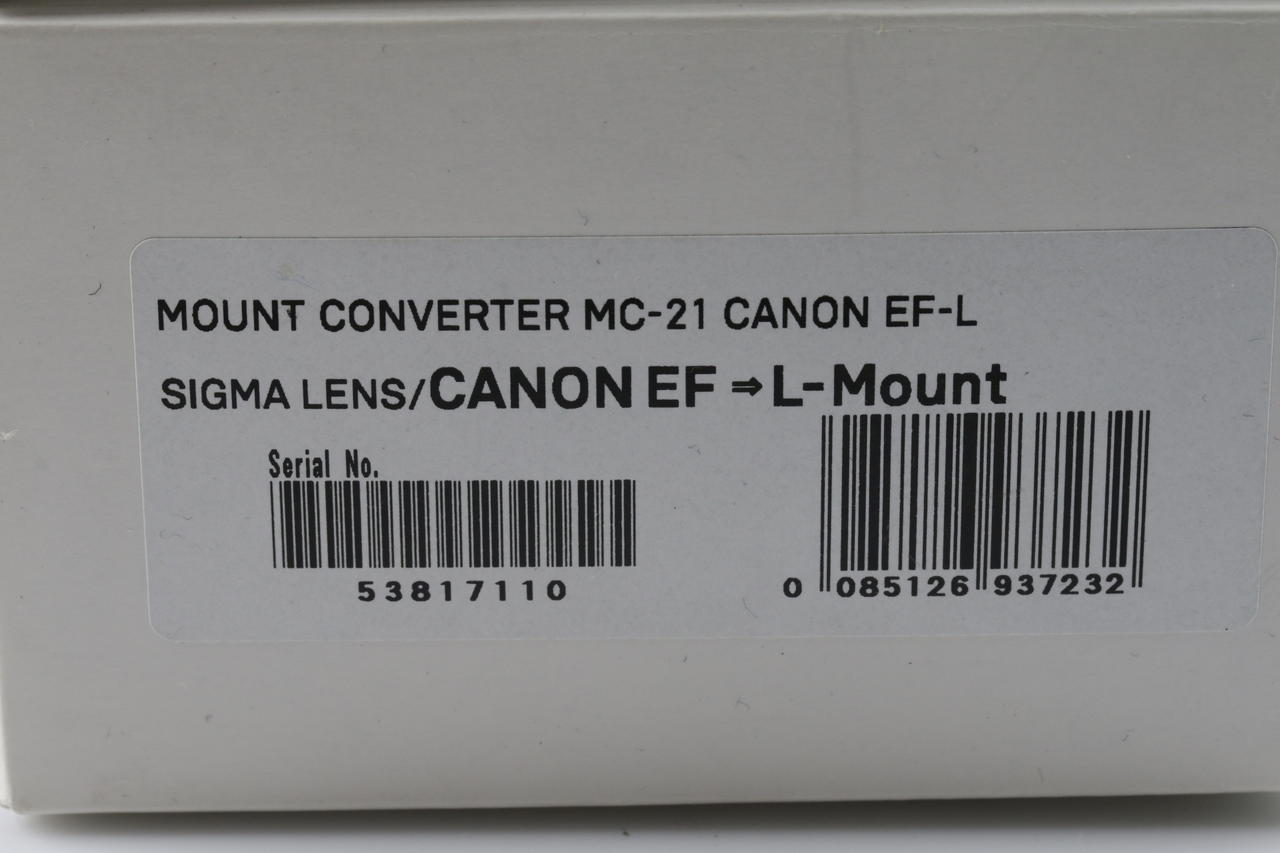 MOUNT CONVERTER MC-21 CANON EF-L
SIGMA LENS/CANON EF ⇒ L-Mount
Serial No.
53817110
0 085126 937232